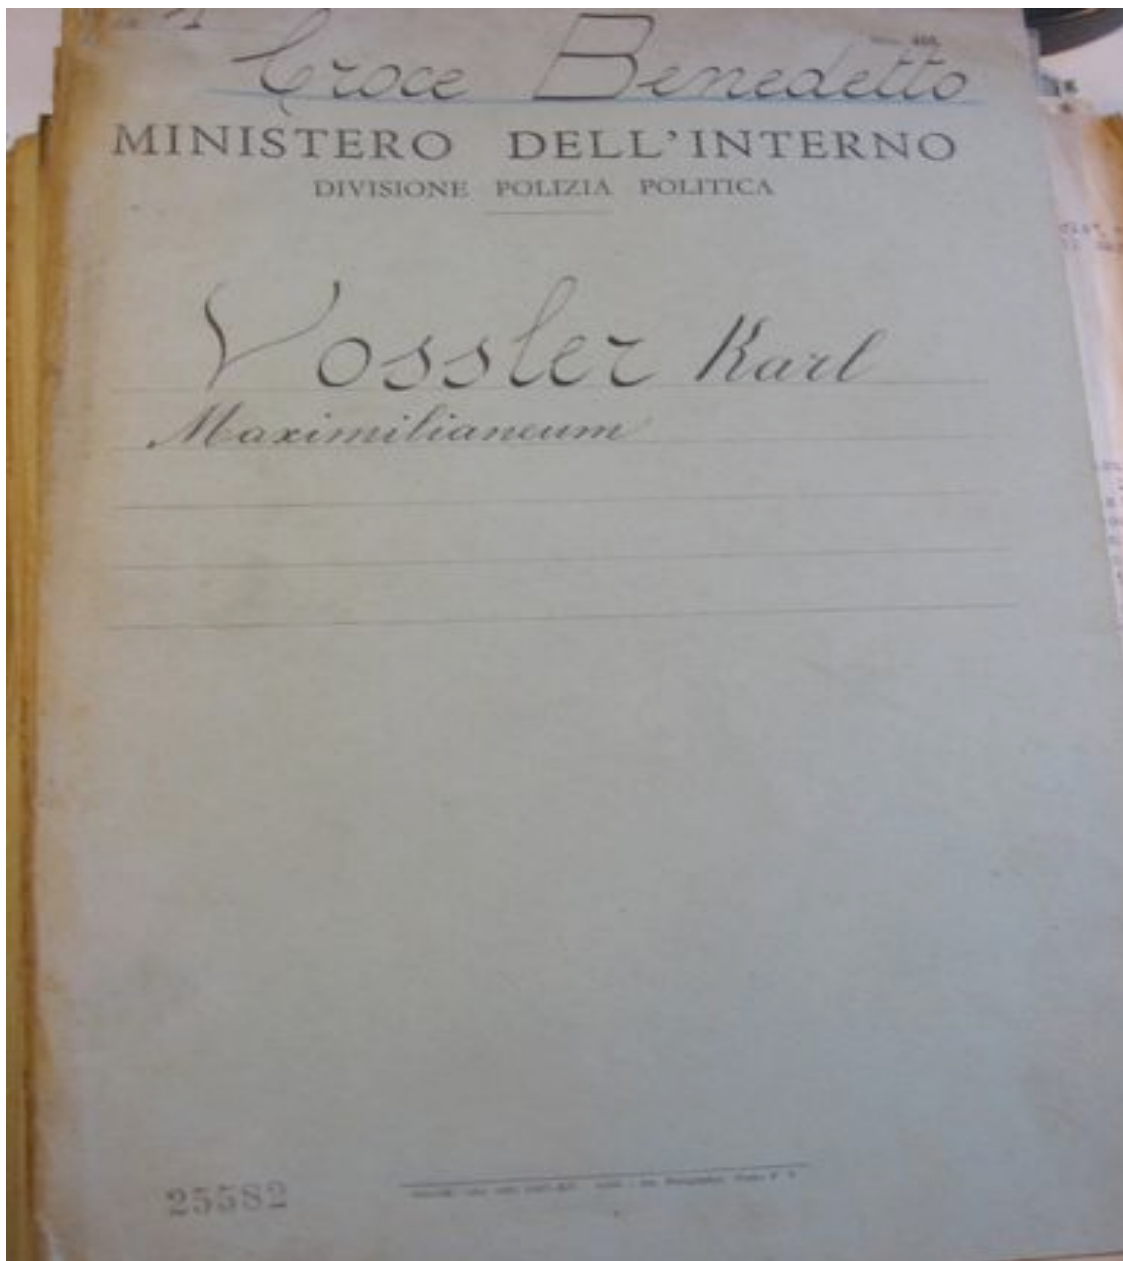 Croce Benedetto
MINISTERO DELL'INTERNO
DIVISIONE POLIZIA POLITICA
Vossler Karl
Maximilianeum
25582